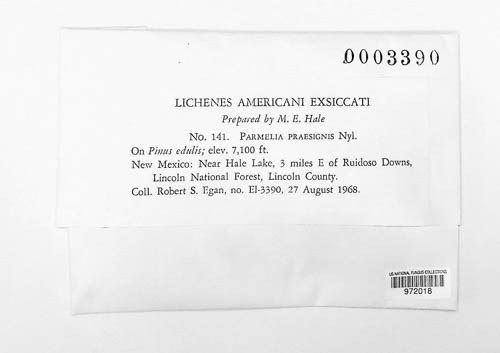 0003390
LICHENES AMERICANI EXSICCATI
Prepared by M. E. Hale
No. 141. PARMELIA PRAESIGNIS Nyl.
On Pinus edulis; elev. 7,100 ft.
New Mexico: Near Hale Lake, 3 miles E of Ruidoso Downs,
Lincoln National Forest, Lincoln County.
Coll. Robert S. Egan, no. El-3390, 27 August 1968.
US NATIONAL FUNGUS COLLECTIONS
972018